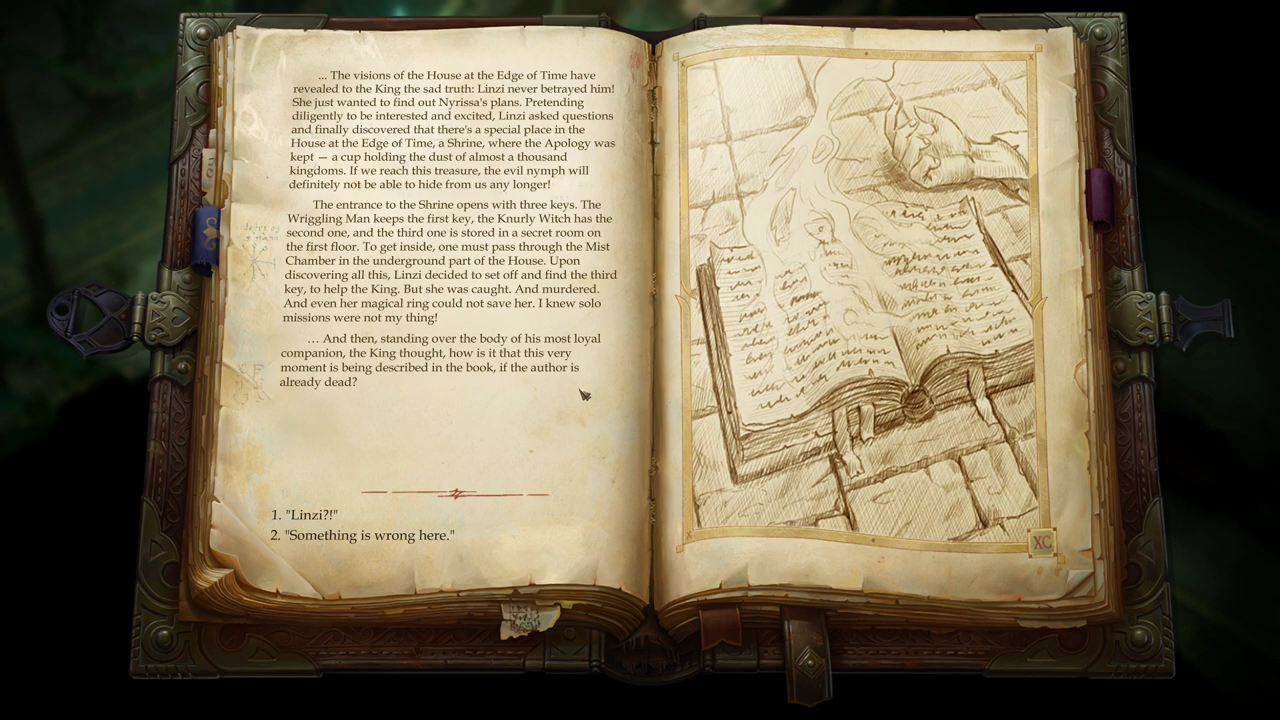 ... The visions of the House at the Edge of Time have
revealed to the King the sad truth: Linzi never betrayed him!
She just wanted to find out Nyrissa's plans. Pretending
diligently to be interested and excited, Linzi asked questions
and finally discovered that there's a special place in the
House at the Edge of Time, a Shrine, where the Apology was
kept — a cup holding the dust of almost a thousand
kingdoms. If we reach this treasure, the evil nymph will
definitely not be able to hide from us any longer!
The entrance to the Shrine opens with three keys. The
Wriggling Man keeps the first key, the Knurly Witch has the
second one, and the third one is stored in a secret room on
the first floor. To get inside, one must pass through the Mist
Chamber in the underground part of the House. Upon
discovering all this, Linzi decided to set off and find the third
key, to help the King. But she was caught. And murdered.
And even her magical ring could not save her. I knew solo
missions were not my thing!
… And then, standing over the body of his most loyal
companion, the King thought, how is it that this very
moment is being described in the book, if the author is
already dead?
1. "Linzi?!"
2. "Something is wrong here."
XC